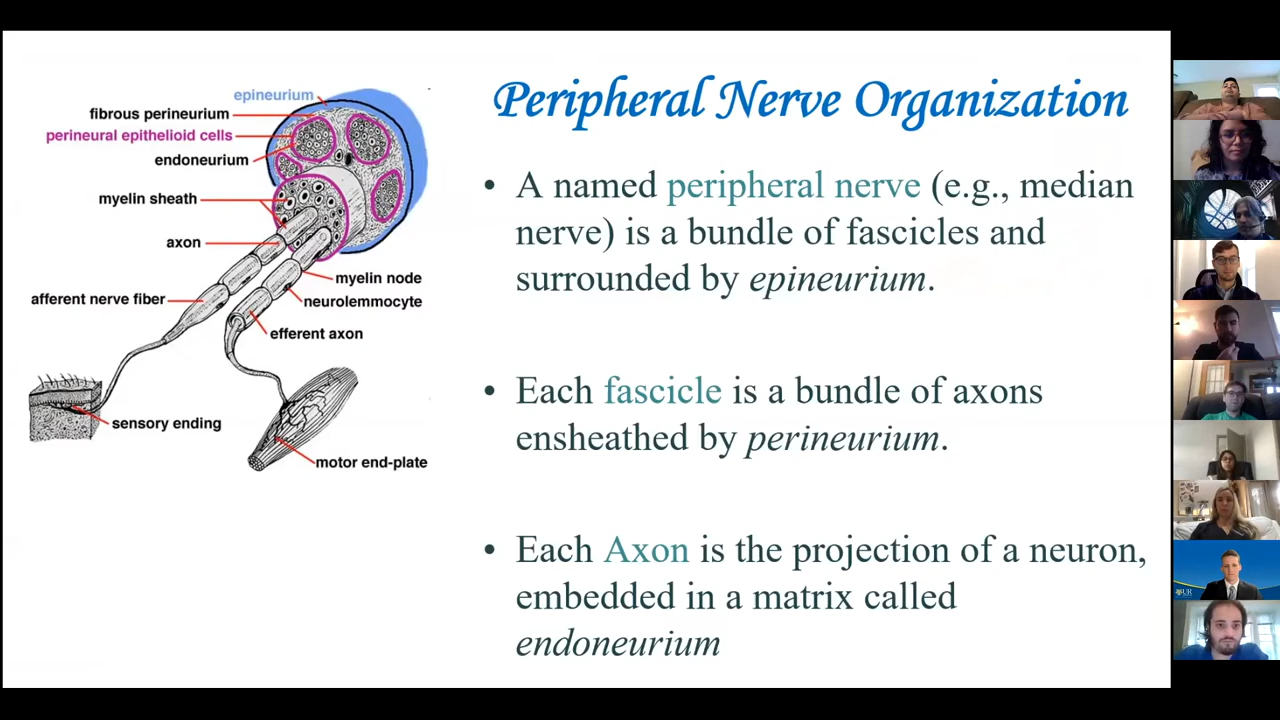 Peripheral Nerve Organization
epineurium
fibrous perineurium
perineural epithelioid cells
endoneurium
myelin sheath
axon
myelin node
afferent nerve fiber
neurolemmocyte
efferent axon
sensory ending
motor end-plate
• A named peripheral nerve (e.g., median
nerve) is a bundle of fascicles and
surrounded by epineurium.
• Each fascicle is a bundle of axons
ensheathed by perineurium.
• Each Axon is the projection of a neuron,
embedded in a matrix called
endoneurium
UR